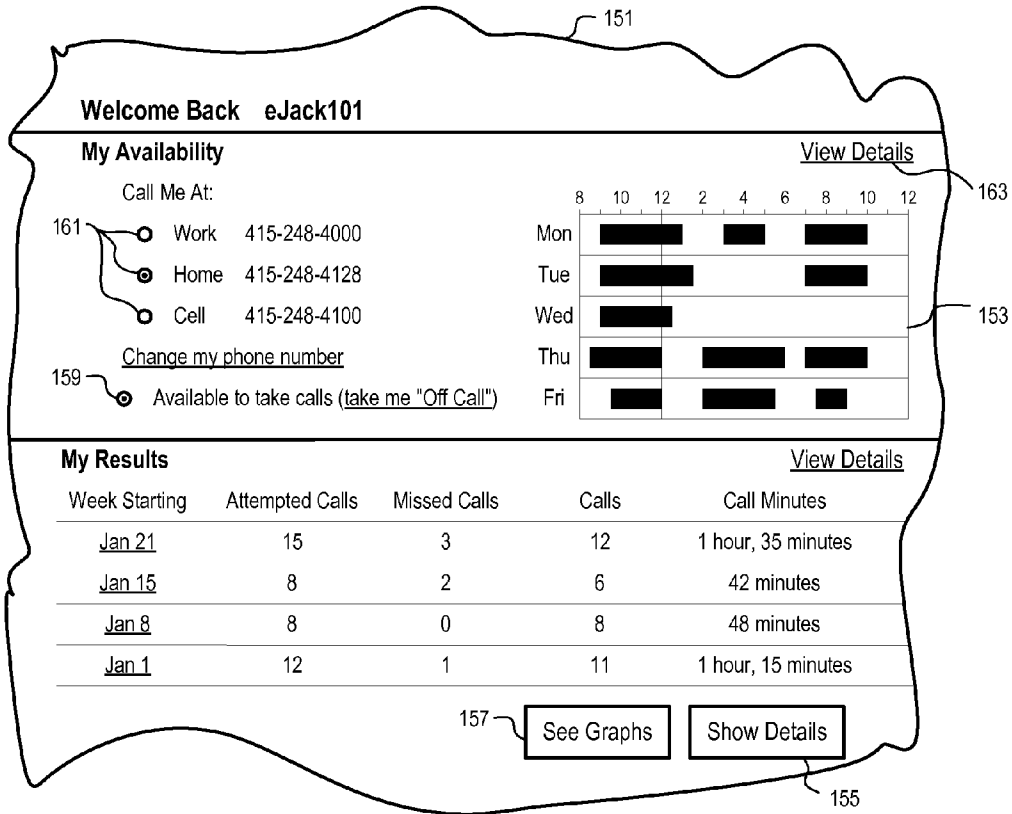 151
Welcome Back eJack101
My Availability
View Details
163
Call Me At:
8 10 12 2 4 6 8 10 12
161
Work 415-248-4000
Home 415-248-4128
Cell 415-248-4100
Mon
Tue
Wed
Thu
Fri
153
Change my phone number
159
Available to take calls (take me "Off Call")
My Results
View Details
Week Starting Attempted Calls Missed Calls Calls Call Minutes
Jan 21 15 3 12 1 hour, 35 minutes
Jan 15 8 2 6 42 minutes
Jan 8 8 0 8 48 minutes
Jan 1 12 1 11 1 hour, 15 minutes
157
See Graphs
Show Details
155